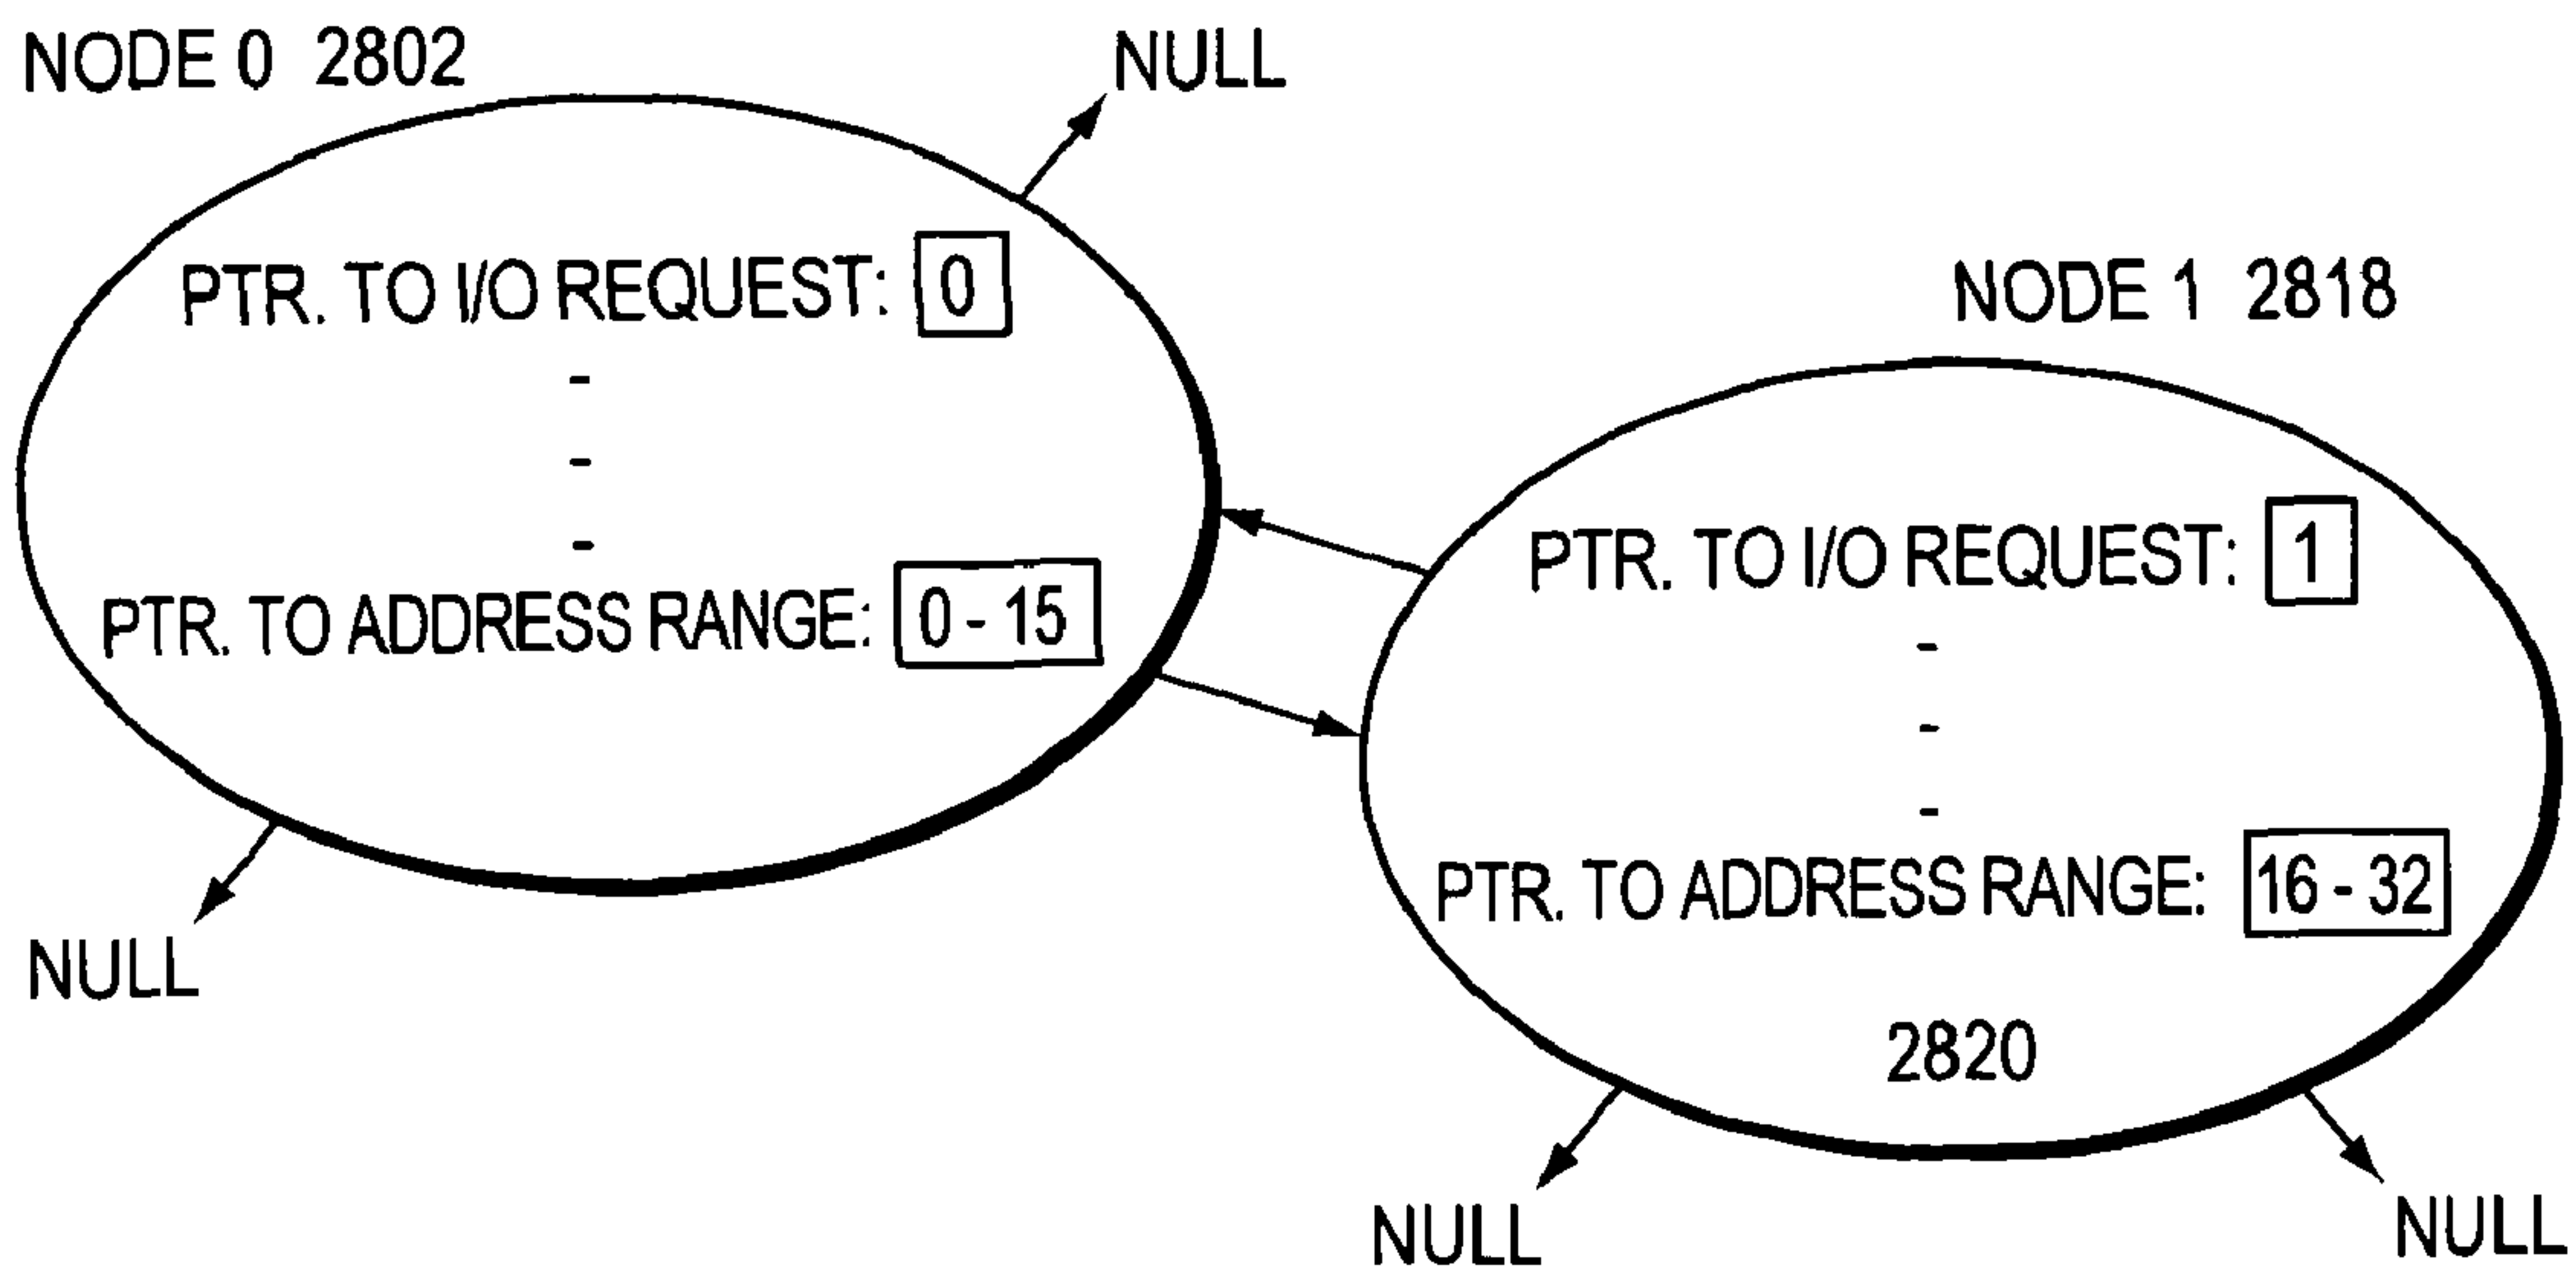 NODE 0 2802
NULL
PTR. TO I/O REQUEST: 0
-
-
-
PTR. TO ADDRESS RANGE: 0 - 15
NULL
NODE 1 2818
PTR. TO I/O REQUEST: 1
-
-
-
PTR. TO ADDRESS RANGE: 16 - 32
2820
NULL
NULL